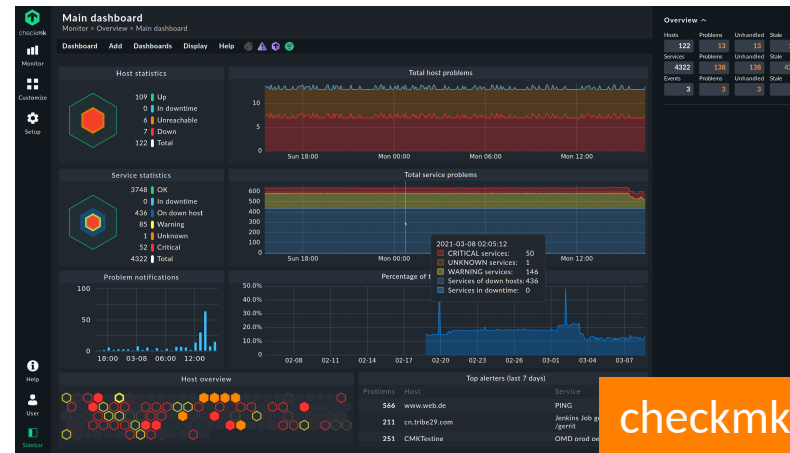 checkmk
Monitor
Customize
Setup
Help
User
Sidebar
Main dashboard
Monitor > Overview > Main dashboard
Dashboard Add Dashboards Display Help
Host statistics
109 Up
0 In downtime
6 Unreachable
7 Down
122 Total
Total host problems
10
5
0
Sun 18:00 Mon 00:00 Mon 06:00 Mon 12:00
Service statistics
3748 OK
0 In downtime
436 On down host
85 Warning
1 Unknown
52 Critical
4322 Total
Total service problems
600
500
400
300
200
100
0
Sun 18:00 Mon 00:00 Mon 12:00
2021-03-08 02:05:12
CRITICAL services: 50
UNKNOWN services: 1
WARNING services: 146
Services of down hosts: 436
Services in downtime: 0
Problem notifications
100
50
0
18:00 03-08 06:00 12:00
Percentage of
50.0%
40.0%
30.0%
20.0%
10.0%
0
02-08 02-11 02-14 02-17 02-20 02-23 02-26 03-01 03-04 03-07
Host overview
Top alerters (last 7 days)
Problems Host Service
566 www.web.de PING
211 cn.tribe29.com Jenkins Job
/gerrit
251 CMKTesting OMD prod
Overview
Hosts Problems Unhandled Stale
122 13 13
Services Problems Unhandled Stale
4322 138 138
Events Problems Unhandled Stale
3 3 3
checkmk